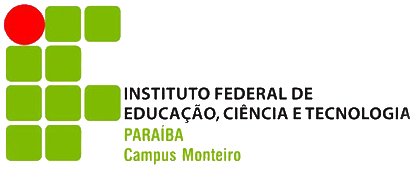 INSTITUTO FEDERAL DE
EDUCAÇÃO, CIÊNCIA E TECNOLOGIA
PARAÍBA
Campus Monteiro